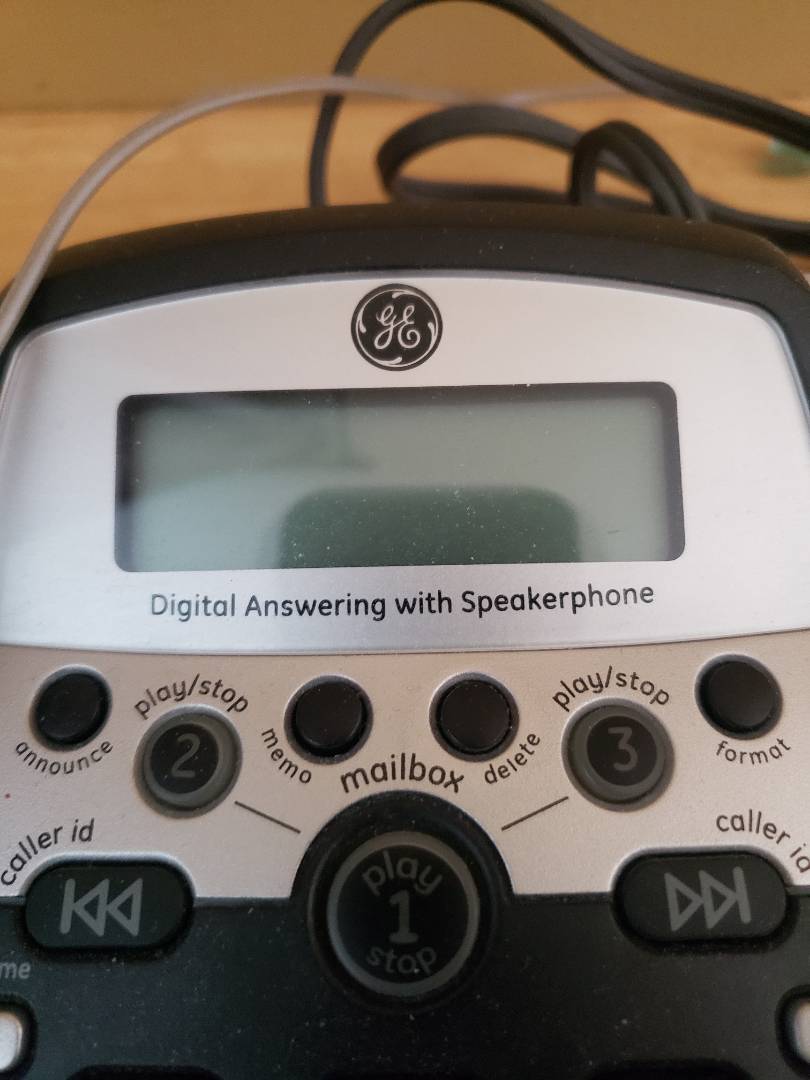 GE
Digital Answering with Speakerphone
announce
play/stop
2
memo
mailbox
delete
play/stop
3
format
caller id
play
1
stop
caller id
me